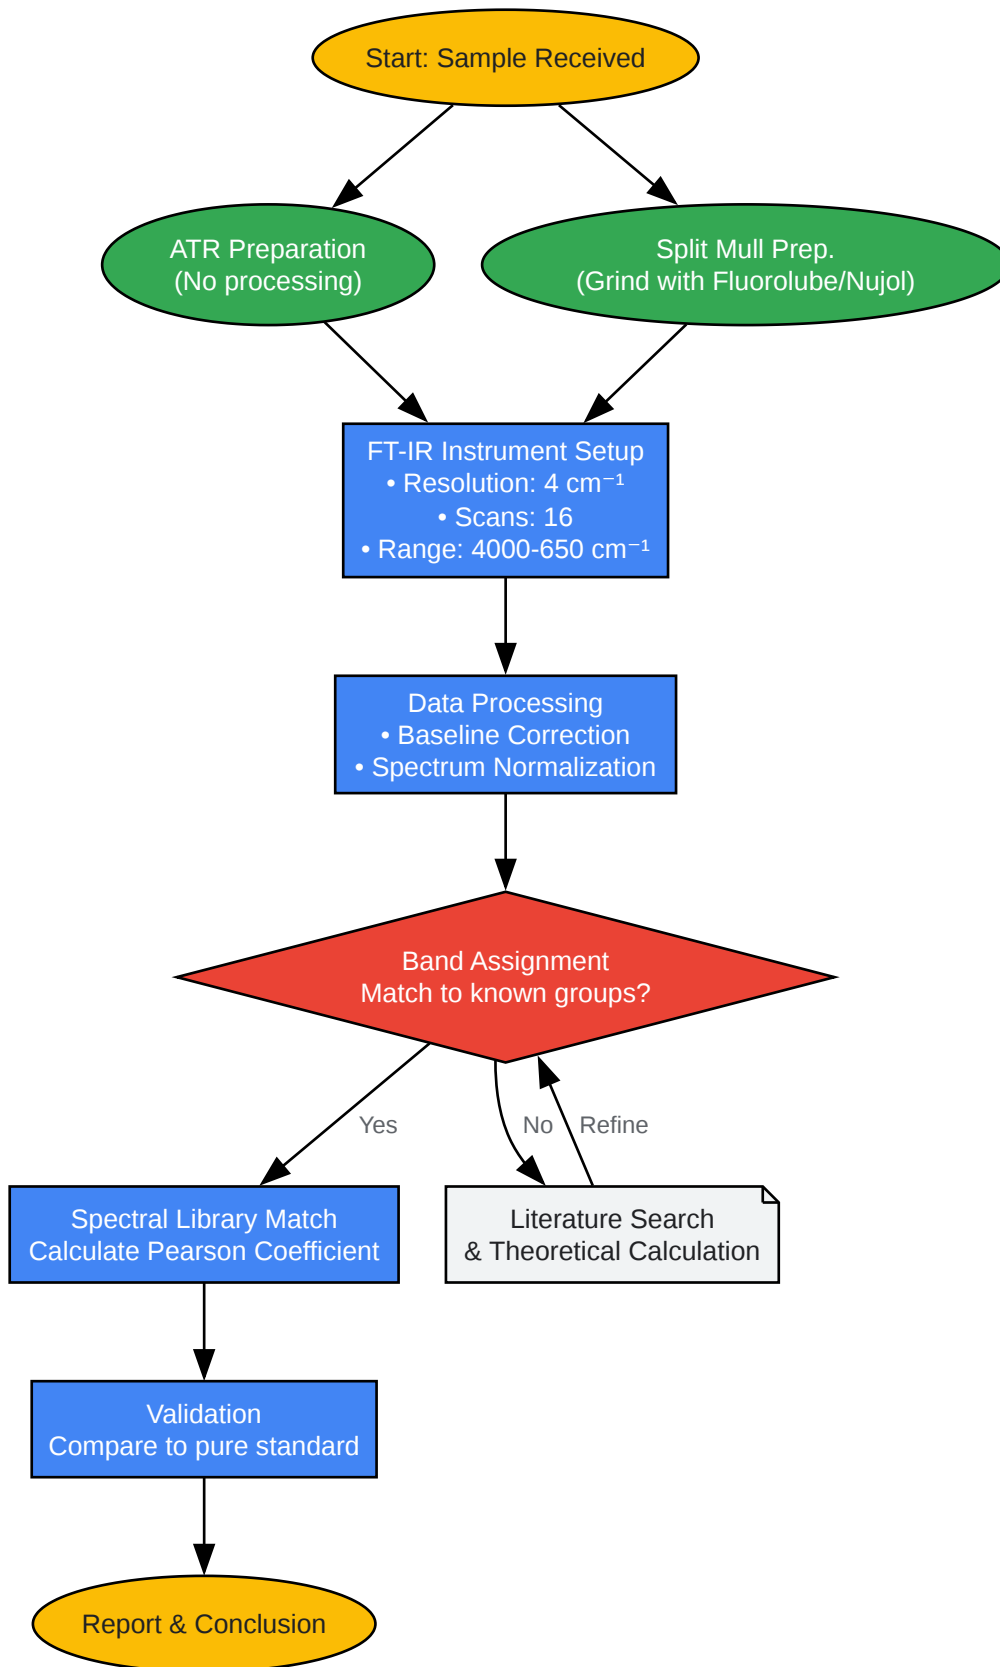 Start: Sample Received
ATR Preparation
(No processing)
Split Mull Prep.
(Grind with Fluorolube/Nujol)
FT-IR Instrument Setup
• Resolution: 4 cm⁻¹
• Scans: 16
• Range: 4000-650 cm⁻¹
Data Processing
• Baseline Correction
• Spectrum Normalization
Band Assignment
Match to known groups?
Yes
No
Refine
Spectral Library Match
Calculate Pearson Coefficient
Literature Search
& Theoretical Calculation
Validation
Compare to pure standard
Report & Conclusion